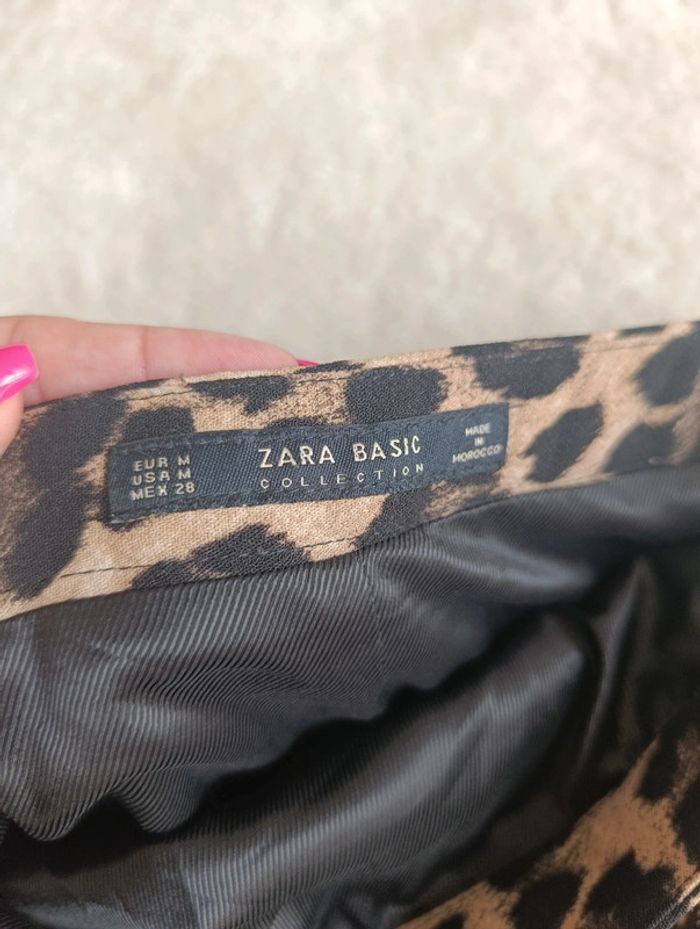 EUR M
USA M
MEX 28
ZARA BASIC
COLLECTION
MADE
IN
MOROCCO